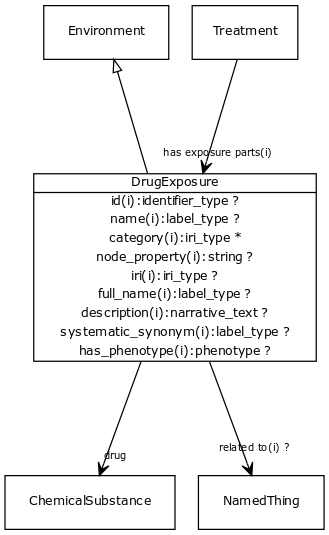 Environment
Treatment
has exposure parts(i)
DrugExposure
id(i):identifier_type ?
name(i):label_type ?
category(i):iri_type *
node_property(i):string ?
iri(i):iri_type ?
full_name(i):label_type ?
description(i):narrative_text ?
systematic_synonym(i):label_type ?
has_phenotype(i):phenotype ?
drug
related to(i) ?
ChemicalSubstance
NamedThing